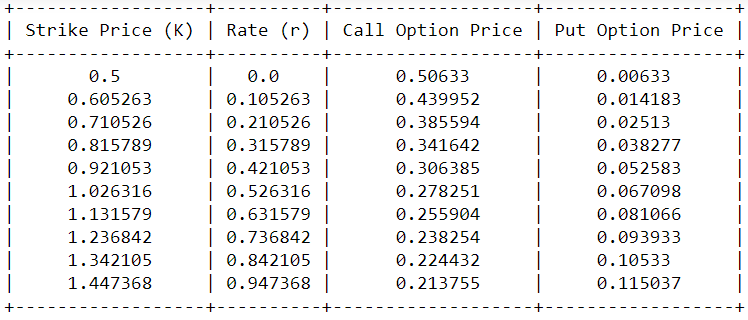 +------------------+----------+-------------------+------------------+
| Strike Price (K) | Rate (r) | Call Option Price | Put Option Price |
+------------------+----------+-------------------+------------------+
|       0.5        |   0.0    |      0.50633      |     0.00633      |
|     0.605263     | 0.105263 |      0.439952     |     0.014183     |
|     0.710526     | 0.210526 |      0.385594     |     0.02513      |
|     0.815789     | 0.315789 |      0.341642     |     0.038277     |
|     0.921053     | 0.421053 |      0.306385     |     0.052583     |
|     1.026316     | 0.526316 |      0.278251     |     0.067098     |
|     1.131579     | 0.631579 |      0.255904     |     0.081066     |
|     1.236842     | 0.736842 |      0.238254     |     0.093933     |
|     1.342105     | 0.842105 |      0.224432     |     0.10533      |
|     1.447368     | 0.947368 |      0.213755     |     0.115037     |
+------------------+----------+-------------------+------------------+